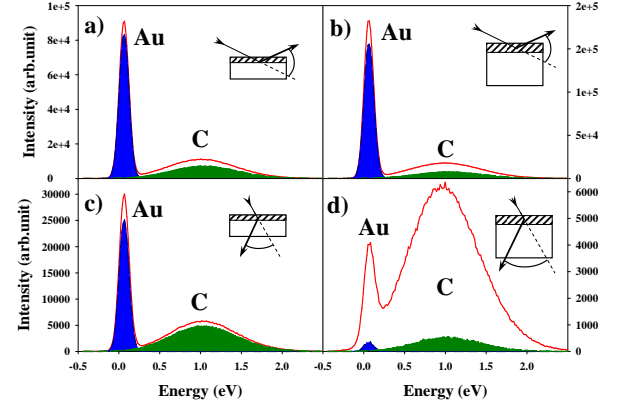 a)
Au
C
Intensity (arb.unit)
1e+5
8e+4
6e+4
4e+4
2e+4
0
b)
Au
C
2e+5
2e+5
1e+5
5e+4
0
c)
Au
C
Intensity (arb.unit)
30000
25000
20000
15000
10000
5000
0
-0.5 0.0 0.5 1.0 1.5 2.0
Energy (eV)
d)
Au
C
6000
5000
4000
3000
2000
1000
0
-0.5 0.0 0.5 1.0 1.5 2.0
Energy (eV)